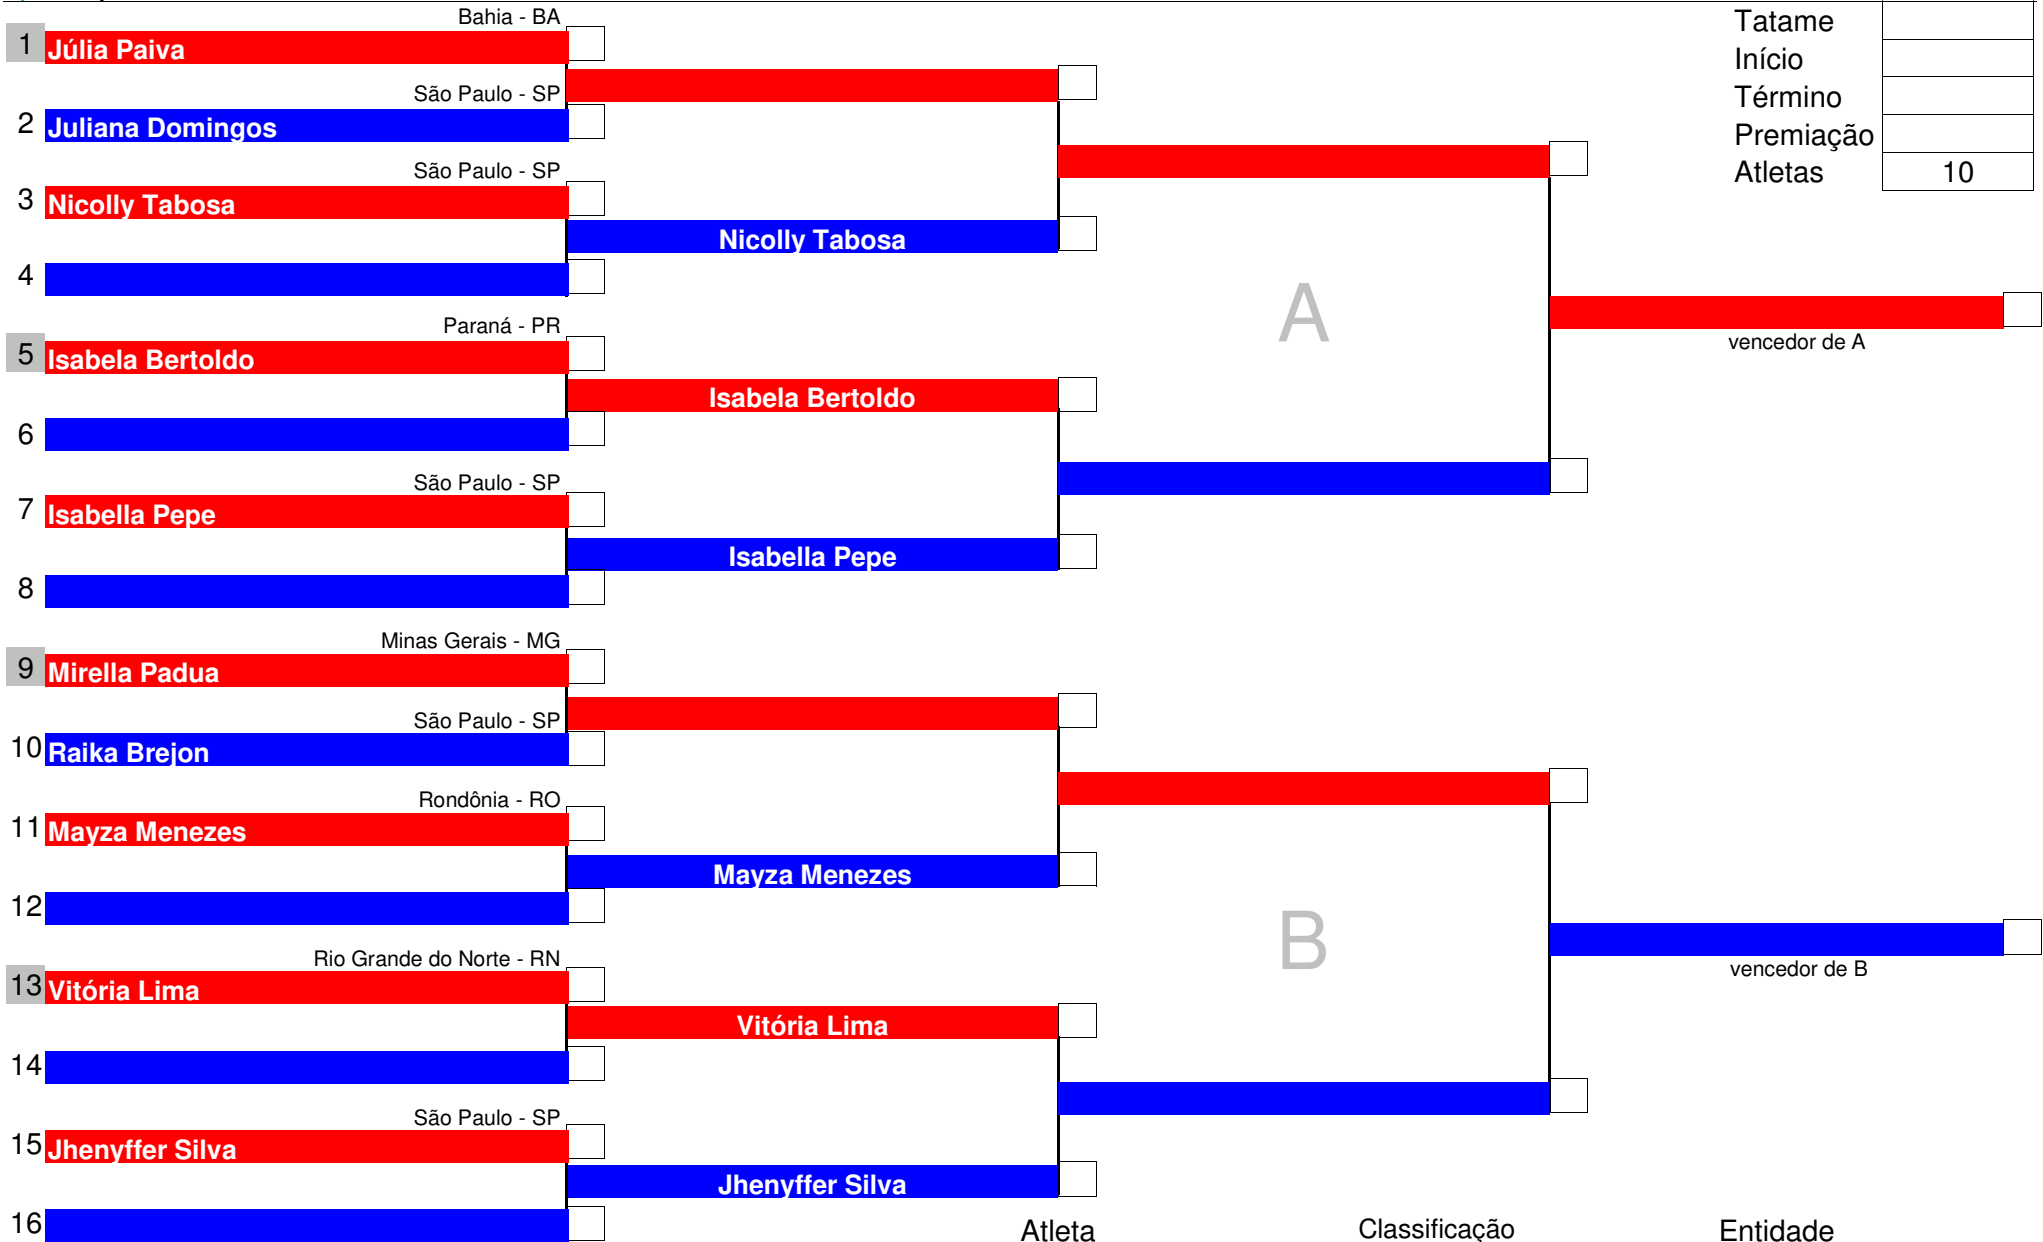 Bahia - BA
1 Júlia Paiva
São Paulo - SP
2 Juliana Domingos
São Paulo - SP
3 Nicolly Tabosa
Nicolly Tabosa
4
Paraná - PR
5 Isabela Bertoldo
Isabela Bertoldo
6
São Paulo - SP
7 Isabella Pepe
Isabella Pepe
8
Minas Gerais - MG
9 Mirella Padua
São Paulo - SP
10 Raika Brejon
Rondônia - RO
11 Mayza Menezes
Mayza Menezes
12
Rio Grande do Norte - RN
13 Vitória Lima
Vitória Lima
14
São Paulo - SP
15 Jhenyffer Silva
Jhenyffer Silva
16
A
B
vencedor de A
vencedor de B
Tatame
Início
Término
Premiação
Atletas 10
Atleta Classificação Entidade